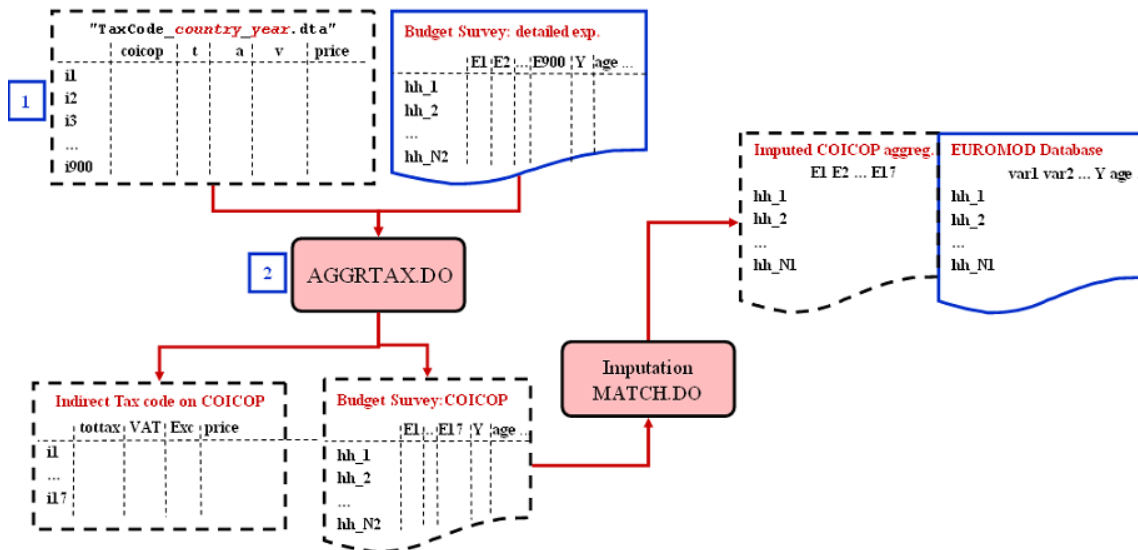 "TaxCode_country_year.dta"
coicop t a v price
i1
i2
i3
...
i900
1
Budget Survey: detailed exp.
E1 E2 ... E900 Y age ...
hh_1
hh_2
...
hh_N2
2
AGGRTAX.DO
Indirect Tax code on COICOP
tottax VAT Exc price
i1
...
i17
Budget Survey: COICOP
E1 ... E17 Y age ...
hh_1
hh_2
...
hh_N2
Imputation
MATCH.DO
Imputed COICOP aggreg.
E1 E2 ... E17
hh_1
hh_2
...
hh_N1
EUROMOD Database
var1 var2 ... Y age
hh_1
hh_2
...
hh_N1